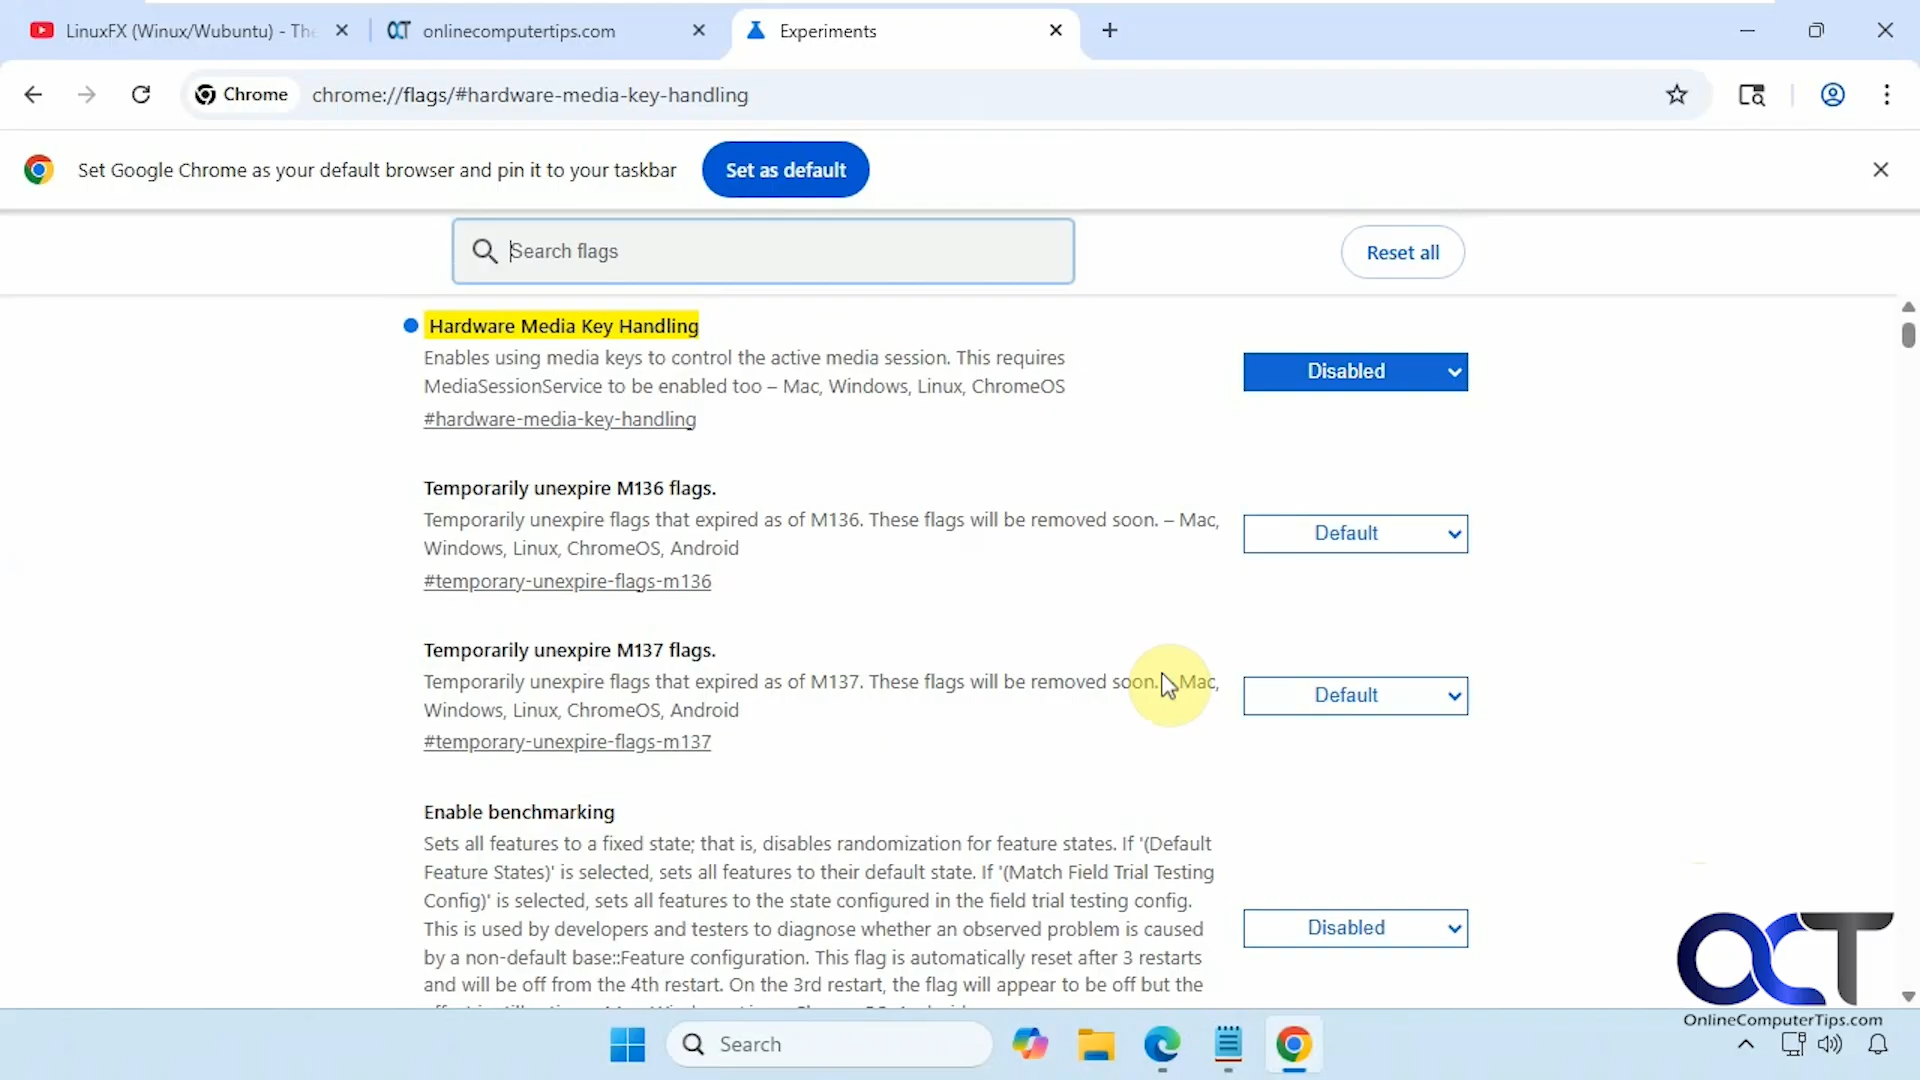 LinuxFX (Winux/Wubuntu) - The
onlinecomputertips.com
Experiments
Chrome
chrome://flags/#hardware-media-key-handling
Set Google Chrome as your default browser and pin it to your taskbar
Set as default
Search flags
Reset all
Hardware Media Key Handling
Enables using media keys to control the active media session. This requires
MediaSessionService to be enabled too – Mac, Windows, Linux, ChromeOS
#hardware-media-key-handling
Disabled
Temporarily unexpire M136 flags.
Temporarily unexpire flags that expired as of M136. These flags will be removed soon. – Mac,
Windows, Linux, ChromeOS, Android
#temporary-unexpire-flags-m136
Default
Temporarily unexpire M137 flags.
Temporarily unexpire flags that expired as of M137. These flags will be removed soon. Mac,
Windows, Linux, ChromeOS, Android
#temporary-unexpire-flags-m137
Default
Enable benchmarking
Sets all features to a fixed state; that is, disables randomization for feature states. If '(Default
Feature States)' is selected, sets all features to their default state. If '(Match Field Trial Testing
Config)' is selected, sets all features to the state configured in the field trial testing config.
This is used by developers and testers to diagnose whether an observed problem is caused
by a non-default base::Feature configuration. This flag is automatically reset after 3 restarts
and will be off from the 4th restart. On the 3rd restart, the flag will appear to be off but the
Disabled
OCT
OnlineComputerTips.com
Search